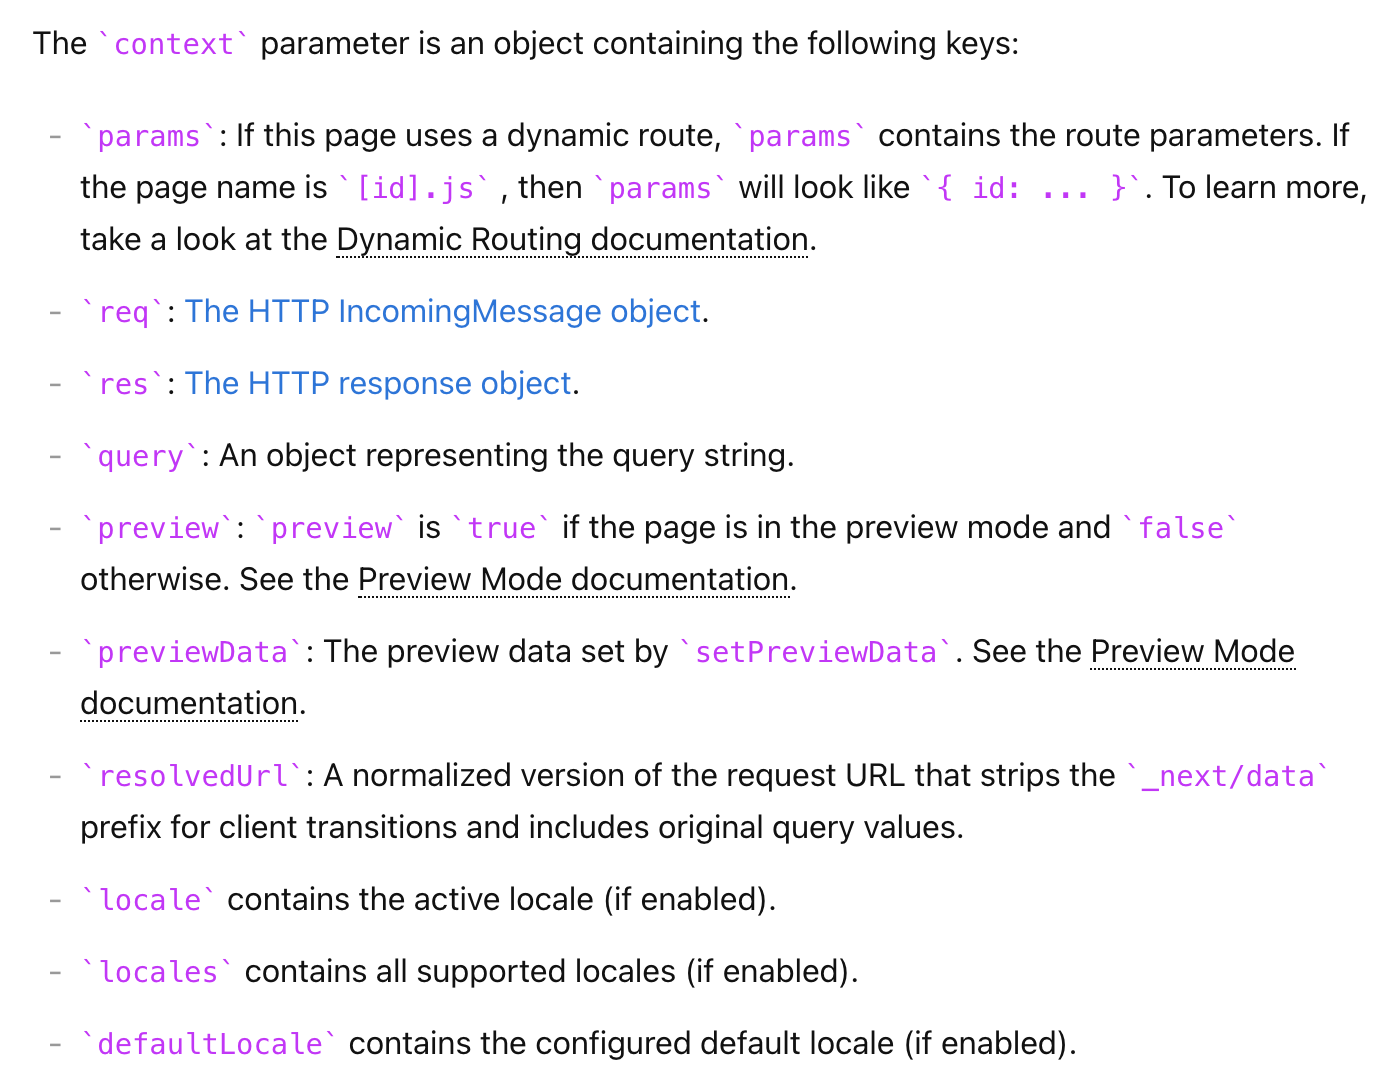 The `context` parameter is an object containing the following keys:
- `params`: If this page uses a dynamic route, `params` contains the route parameters. If
the page name is `[id].js` , then `params` will look like `{ id: ... }`. To learn more,
take a look at the Dynamic Routing documentation.
- `req`: The HTTP IncomingMessage object.
- `res`: The HTTP response object.
- `query`: An object representing the query string.
- `preview`: `preview` is `true` if the page is in the preview mode and `false`
otherwise. See the Preview Mode documentation.
- `previewData`: The preview data set by `setPreviewData`. See the Preview Mode
documentation.
- `resolvedUrl`: A normalized version of the request URL that strips the `_next/data`
prefix for client transitions and includes original query values.
- `locale` contains the active locale (if enabled).
- `locales` contains all supported locales (if enabled).
- `defaultLocale` contains the configured default locale (if enabled).